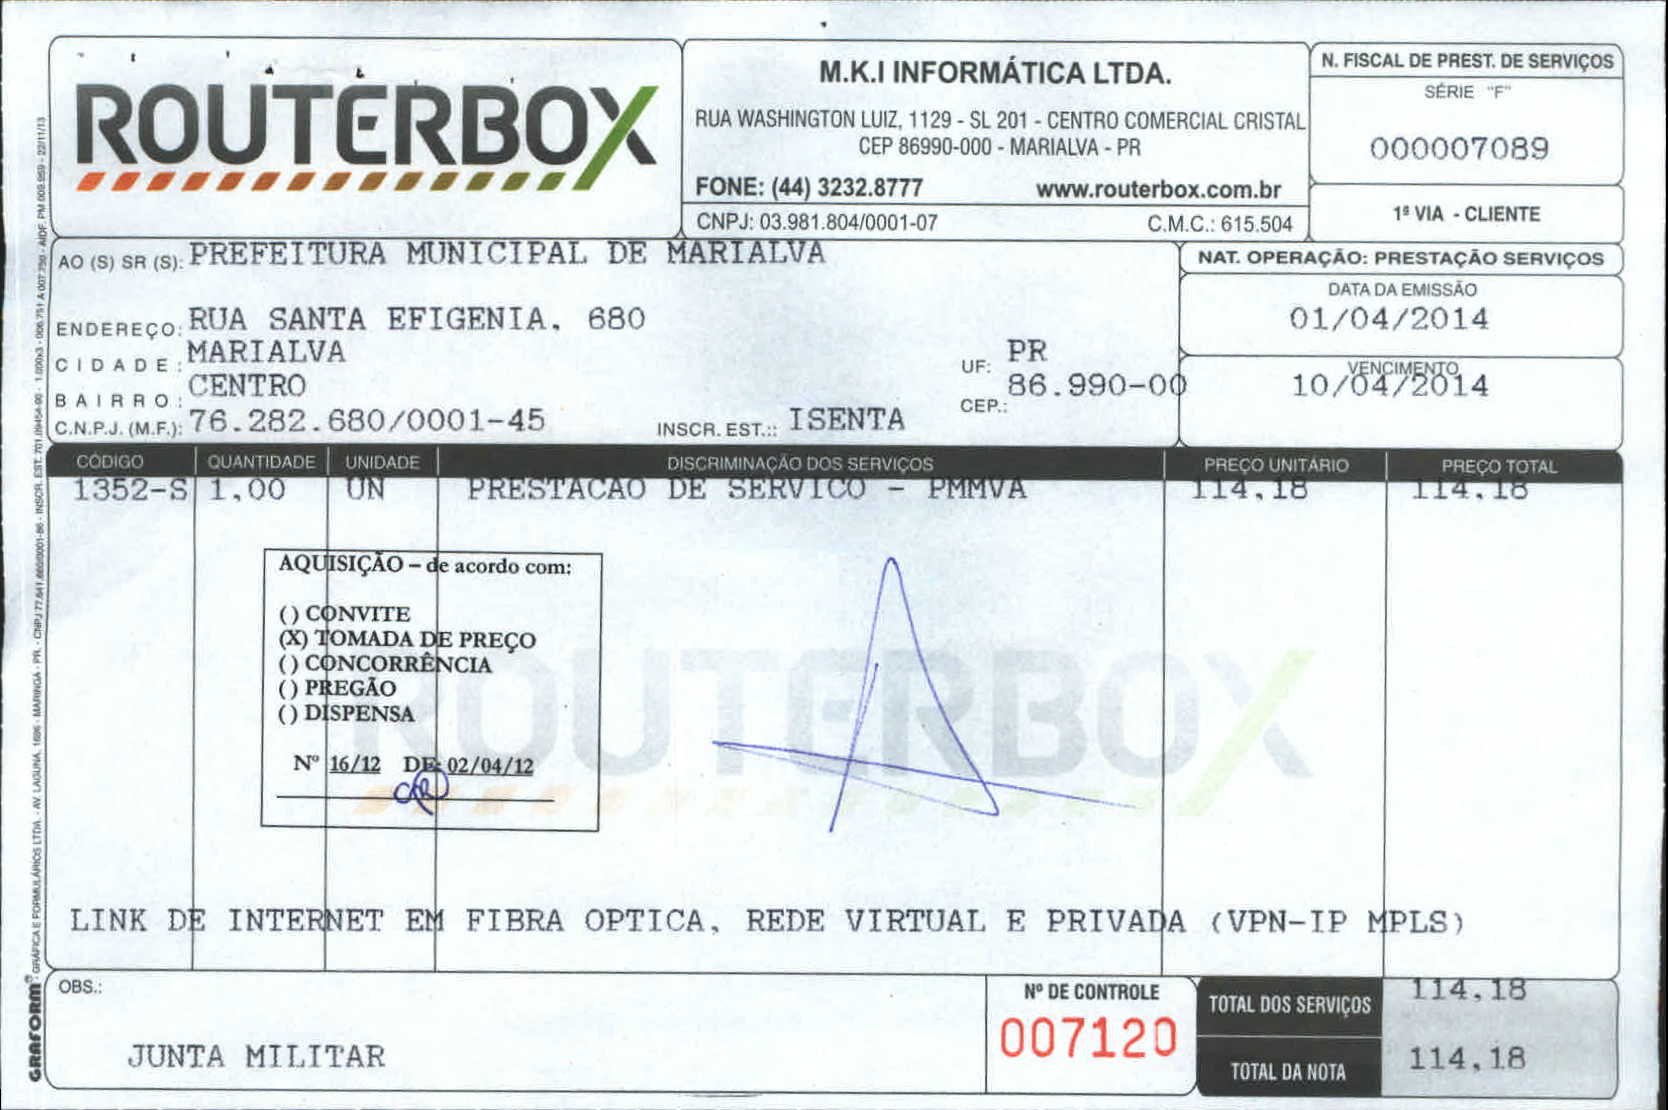 ROUTERBOX
M.K.I INFORMÁTICA LTDA.
RUA WASHINGTON LUIZ, 1129 - SL 201 - CENTRO COMERCIAL CRISTAL
CEP 86990-000 - MARIALVA - PR
FONE: (44) 3232.8777 www.routerbox.com.br
CNPJ: 03.981.804/0001-07 C.M.C.: 615.504
N. FISCAL DE PREST. DE SERVIÇOS
SÉRIE "F"
000007089
1ª VIA - CLIENTE
AO (S) SR (S): PREFEITURA MUNICIPAL DE MARIALVA
ENDEREÇO: RUA SANTA EFIGENIA, 680
CIDADE: MARIALVA UF: PR
BAIRRO: CENTRO CEP.: 86.990-00
C.N.P.J. (M.F.): 76.282.680/0001-45 INSCR. EST.:: ISENTA
NAT. OPERAÇÃO: PRESTAÇÃO SERVIÇOS
DATA DA EMISSÃO
01/04/2014
VENCIMENTO
10/04/2014
CÓDIGO QUANTIDADE UNIDADE DISCRIMINAÇÃO DOS SERVIÇOS PREÇO UNITÁRIO PREÇO TOTAL
1352-S 1,00 UN PRESTACAO DE SERVICO - PMMVA 114,18 114,18
AQUISIÇÃO – de acordo com:
( ) CONVITE
(X) TOMADA DE PREÇO
( ) CONCORRÊNCIA
( ) PREGÃO
( ) DISPENSA
Nº 16/12 DE: 02/04/12
ROUTERBOX
LINK DE INTERNET EM FIBRA OPTICA, REDE VIRTUAL E PRIVADA (VPN-IP MPLS)
OBS.:
JUNTA MILITAR
Nº DE CONTROLE
007120
TOTAL DOS SERVIÇOS 114,18
TOTAL DA NOTA 114,18
GRAFORM®